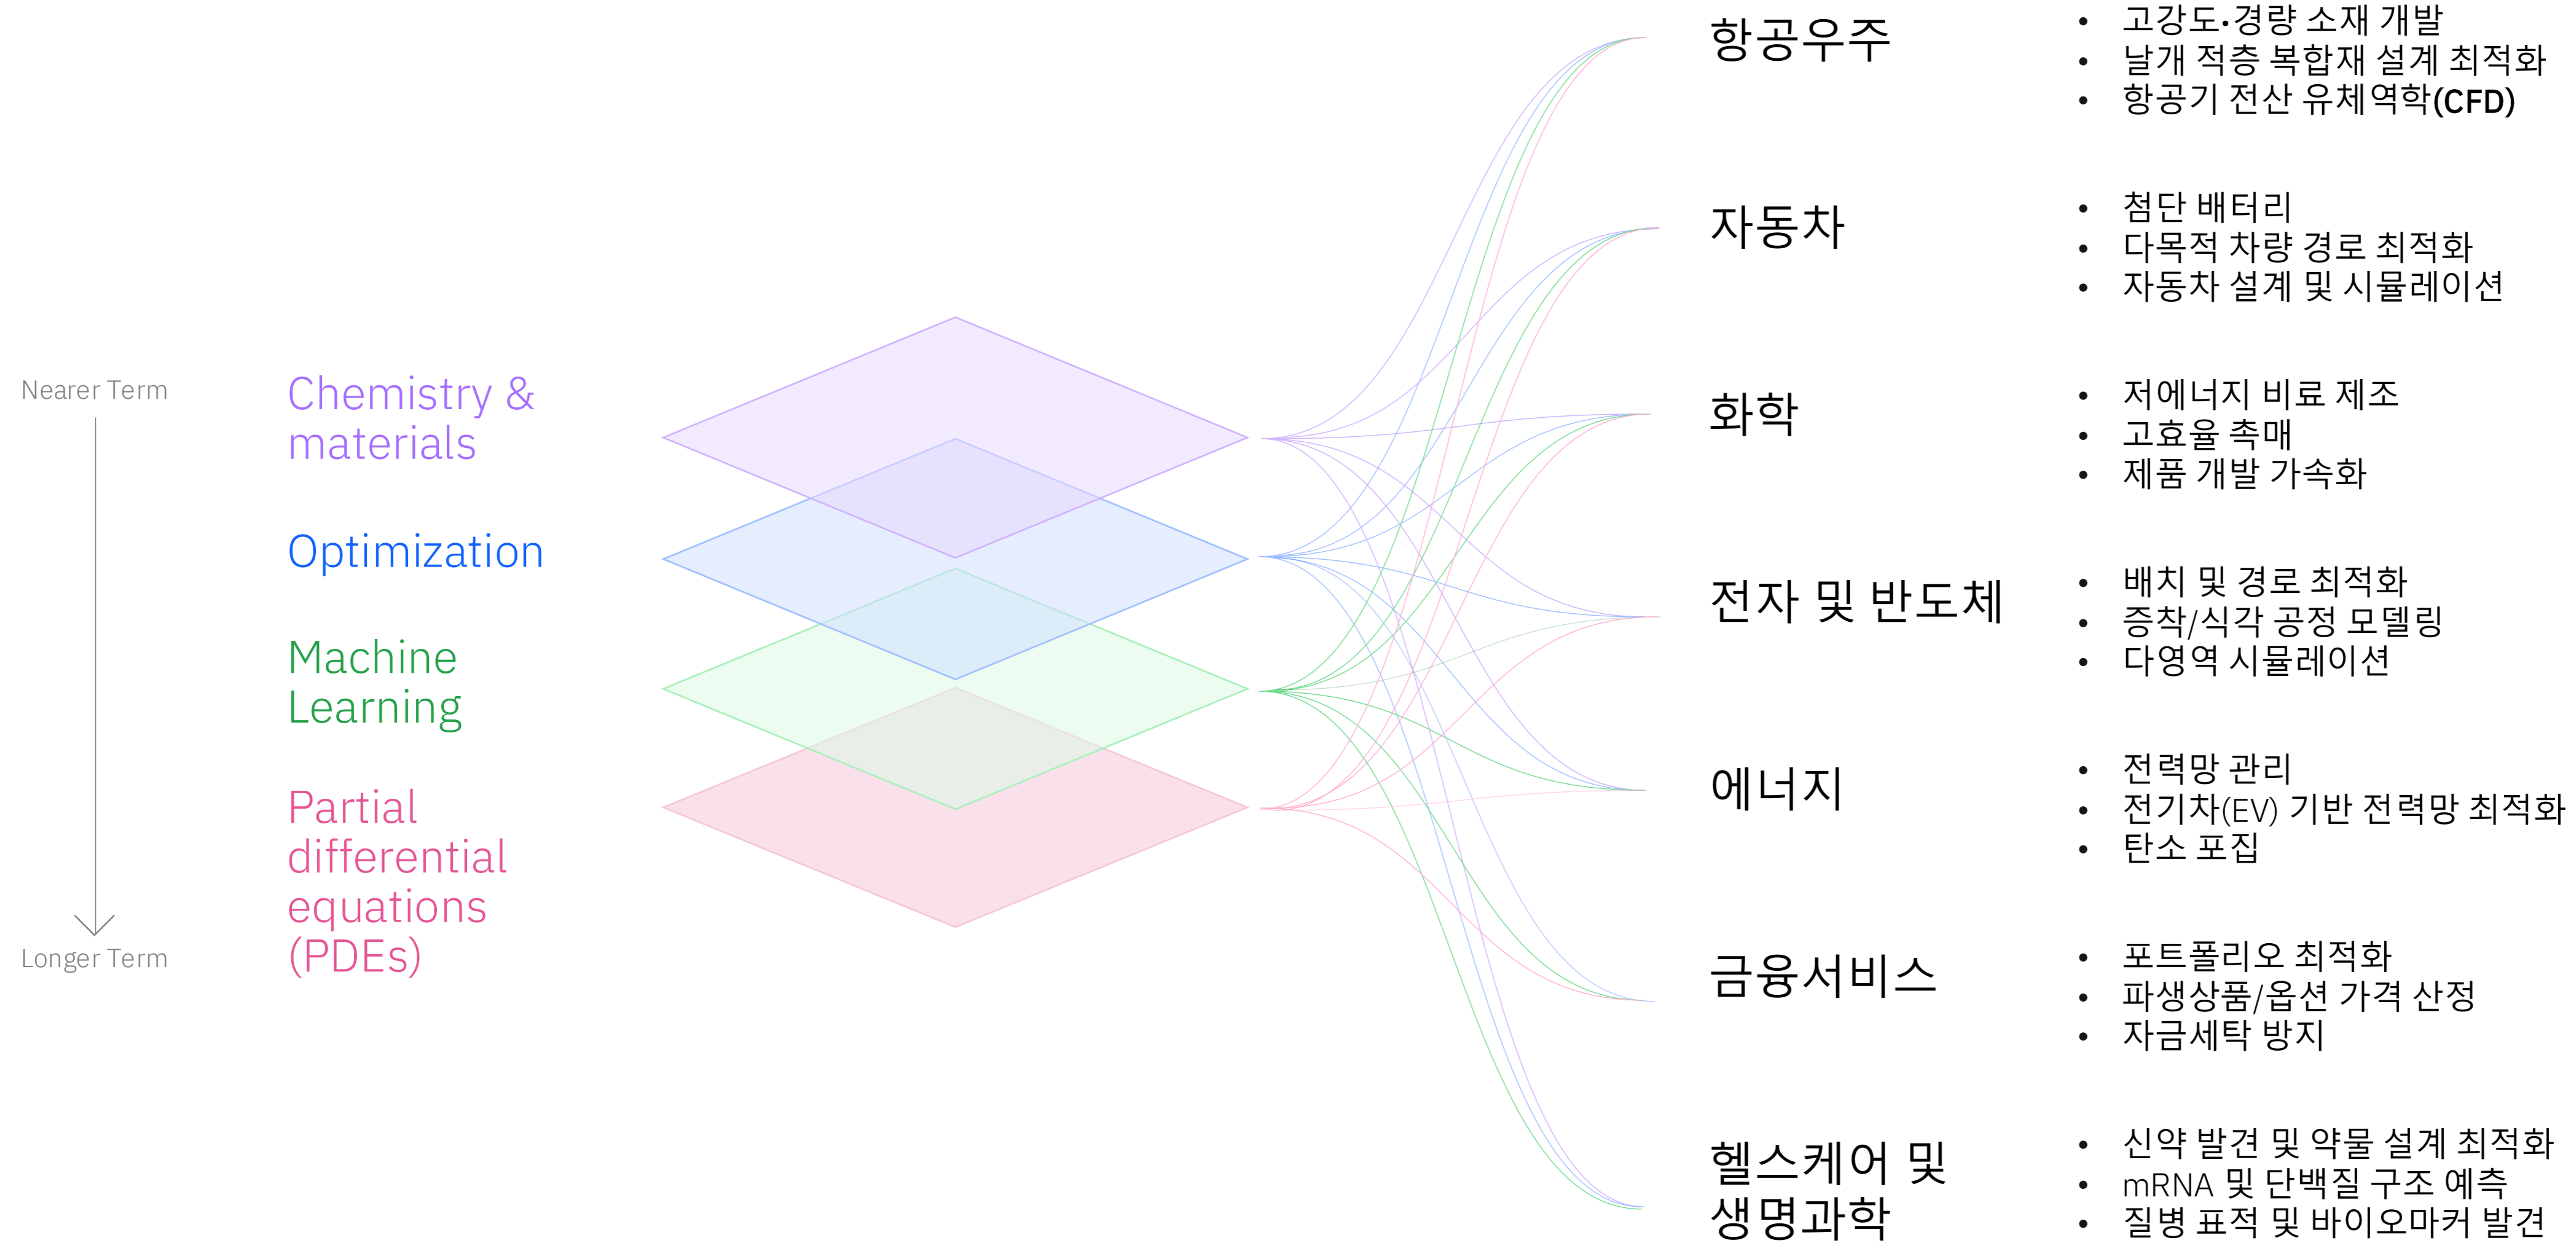 Nearer Term
Longer Term
Chemistry &
materials
Optimization
Machine
Learning
Partial
differential
equations
(PDEs)
항공우주
• 고강도·경량 소재 개발
• 날개 적층 복합재 설계 최적화
• 항공기 전산 유체역학(CFD)
자동차
• 첨단 배터리
• 다목적 차량 경로 최적화
• 자동차 설계 및 시뮬레이션
화학
• 저에너지 비료 제조
• 고효율 촉매
• 제품 개발 가속화
전자 및 반도체
• 배치 및 경로 최적화
• 증착/식각 공정 모델링
• 다영역 시뮬레이션
에너지
• 전력망 관리
• 전기차(EV) 기반 전력망 최적화
• 탄소 포집
금융서비스
• 포트폴리오 최적화
• 파생상품/옵션 가격 산정
• 자금세탁 방지
헬스케어 및
생명과학
• 신약 발견 및 약물 설계 최적화
• mRNA 및 단백질 구조 예측
• 질병 표적 및 바이오마커 발견